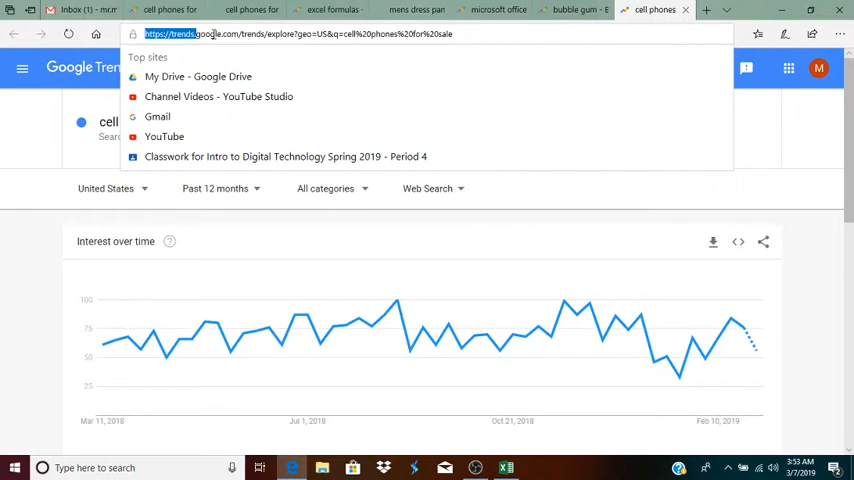 Inbox (91) - mr.m
cell phones for
cell phones for
excel formulas -
mens dress pan
microsoft office
bubble gum - E
cell phones
https://trends.google.com/trends/explore?geo=US&q=cell%20phones%20for%20sale
Top sites
My Drive - Google Drive
Channel Videos - YouTube Studio
Gmail
YouTube
Classwork for Intro to Digital Technology Spring 2019 - Period 4
Google Trend
M
cell
Searc
United States
Past 12 months
All categories
Web Search
Interest over time
?
100
75
50
25
Mar 11, 2018
Jul 1, 2018
Oct 21, 2018
Feb 10, 2019
Type here to search
3:53 AM
3/7/2019